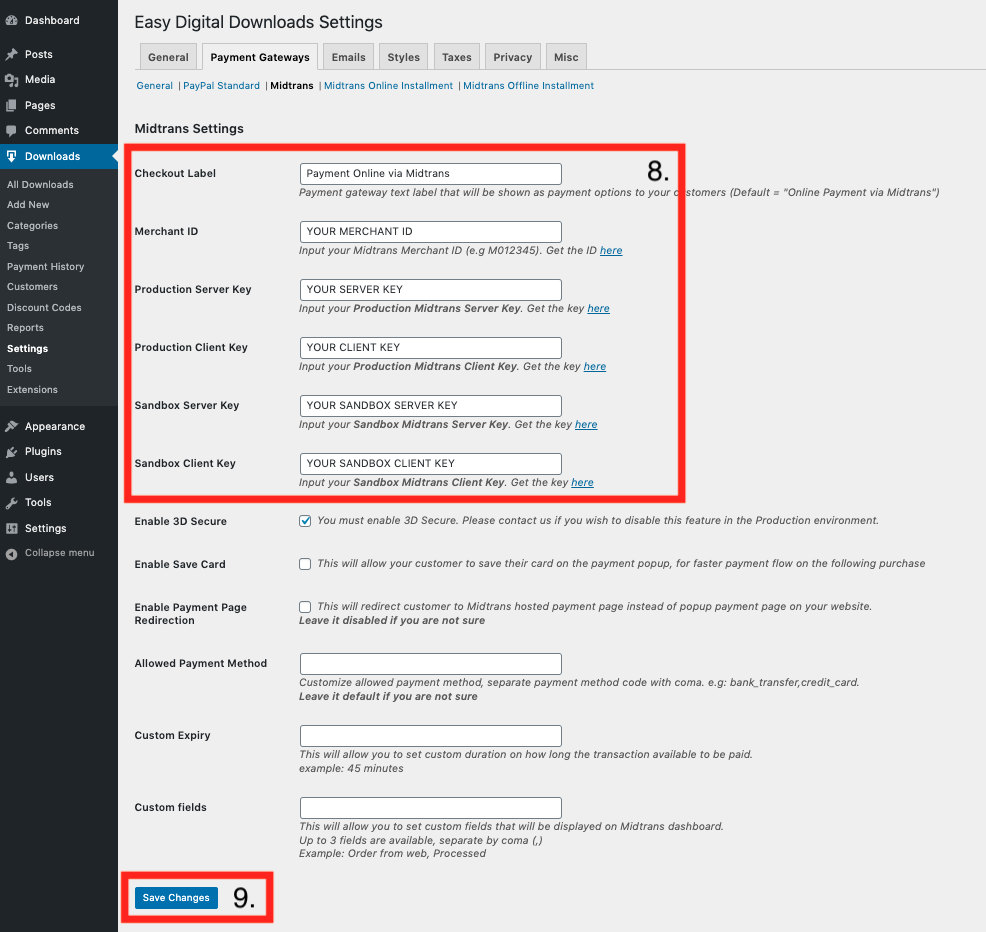 Dashboard
Posts
Media
Pages
Comments
Downloads
All Downloads
Add New
Categories
Tags
Payment History
Customers
Discount Codes
Reports
Settings
Tools
Extensions
Appearance
Plugins
Users
Tools
Settings
Collapse menu
Easy Digital Downloads Settings
General Payment Gateways Emails Styles Taxes Privacy Misc
General | PayPal Standard | Midtrans | Midtrans Online Installment | Midtrans Offline Installment
Midtrans Settings
8.
Checkout Label Payment Online via Midtrans
Payment gateway text label that will be shown as payment options to your customers (Default = "Online Payment via Midtrans")
Merchant ID YOUR MERCHANT ID
Input your Midtrans Merchant ID (e.g M012345). Get the ID here
Production Server Key YOUR SERVER KEY
Input your Production Midtrans Server Key. Get the key here
Production Client Key YOUR CLIENT KEY
Input your Production Midtrans Client Key. Get the key here
Sandbox Server Key YOUR SANDBOX SERVER KEY
Input your Sandbox Midtrans Server Key. Get the key here
Sandbox Client Key YOUR SANDBOX CLIENT KEY
Input your Sandbox Midtrans Client Key. Get the key here
Enable 3D Secure You must enable 3D Secure. Please contact us if you wish to disable this feature in the Production environment.
Enable Save Card This will allow your customer to save their card on the payment popup, for faster payment flow on the following purchase
Enable Payment Page This will redirect customer to Midtrans hosted payment page instead of popup payment page on your website.
Redirection Leave it disabled if you are not sure
Allowed Payment Method
Customize allowed payment method, separate payment method code with coma. e.g: bank_transfer,credit_card.
Leave it default if you are not sure
Custom Expiry
This will allow you to set custom duration on how long the transaction available to be paid.
example: 45 minutes
Custom fields
This will allow you to set custom fields that will be displayed on Midtrans dashboard.
Up to 3 fields are available, separate by coma (,)
Example: Order from web, Processed
Save Changes 9.